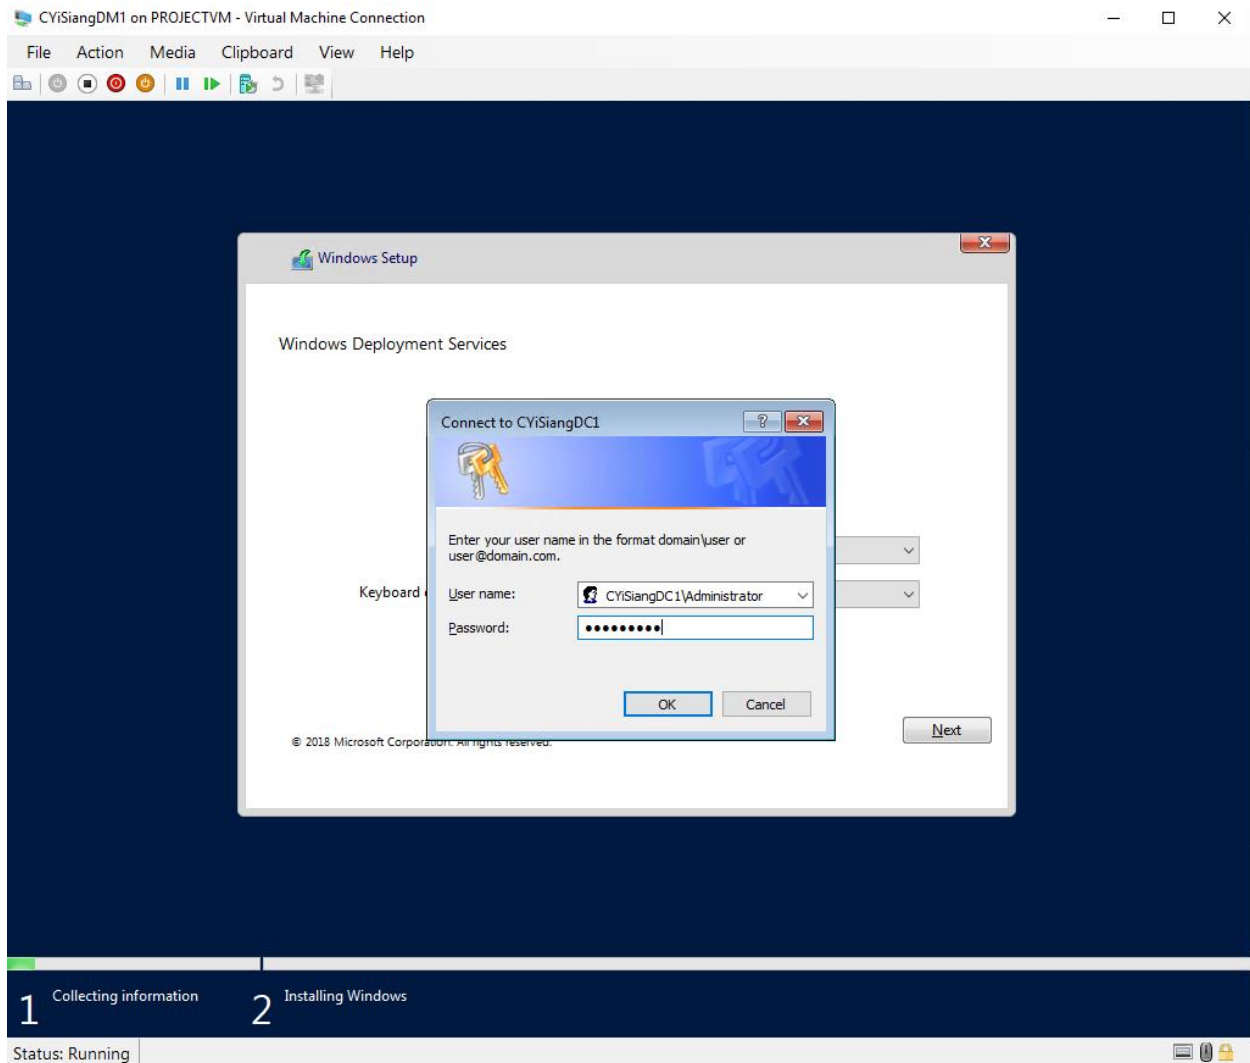 CYiSiangDM1 on PROJECTVM - Virtual Machine Connection
File Action Media Clipboard View Help
Windows Setup
Windows Deployment Services
Connect to CYiSiangDC1
Enter your user name in the format domain\user or
user@domain.com.
User name: CYiSiangDC1\Administrator
Keyboard
Password: •••••••••
OK Cancel
Next
© 2018 Microsoft Corporation. All rights reserved.
1 Collecting information 2 Installing Windows
Status: Running